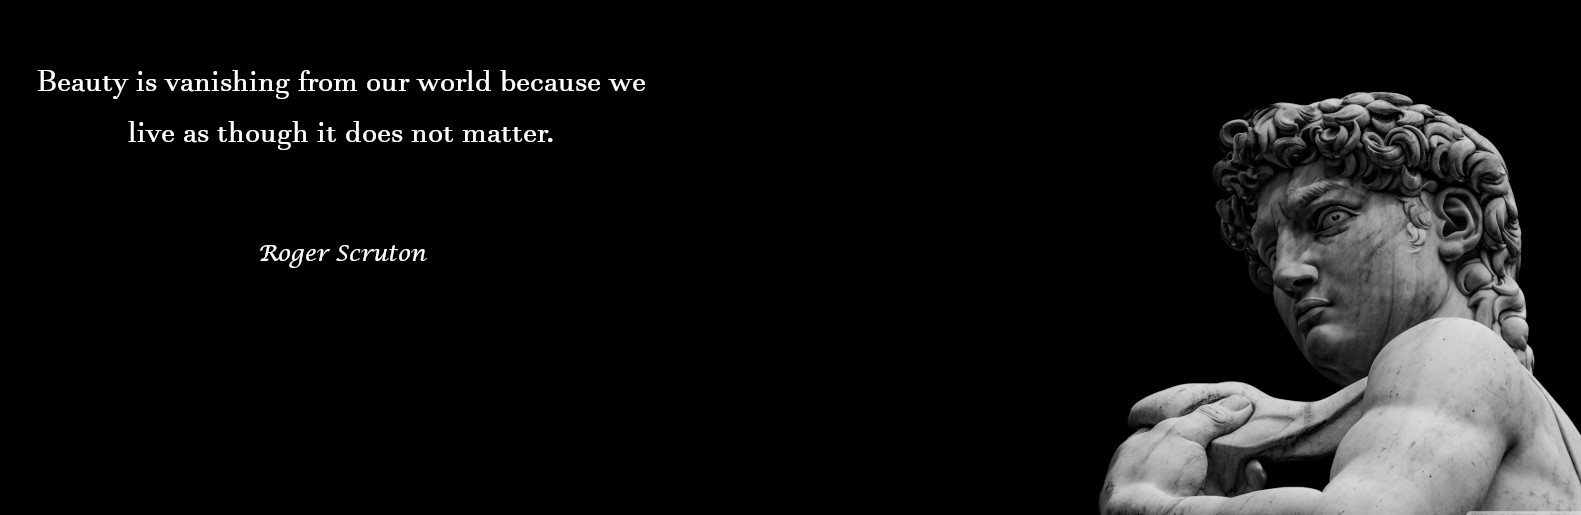 Beauty is vanishing from our world because we
live as though it does not matter.
Roger Scruton